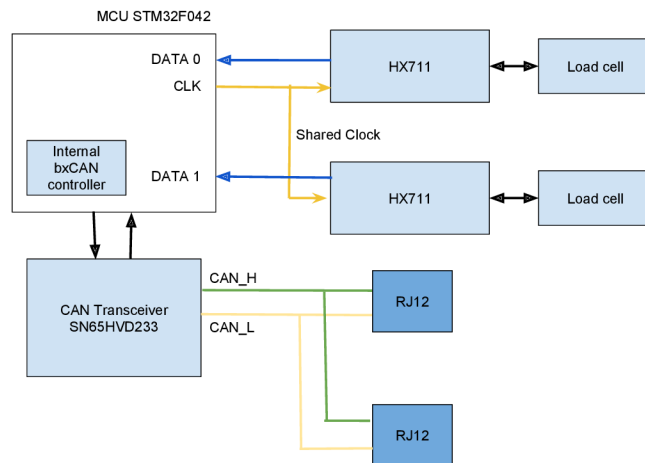 MCU STM32F042
DATA 0
CLK
HX711
Load cell
Shared Clock
Internal
bxCAN
controller
DATA 1
HX711
Load cell
CAN Transceiver
SN65HVD233
CAN_H
CAN_L
RJ12
RJ12